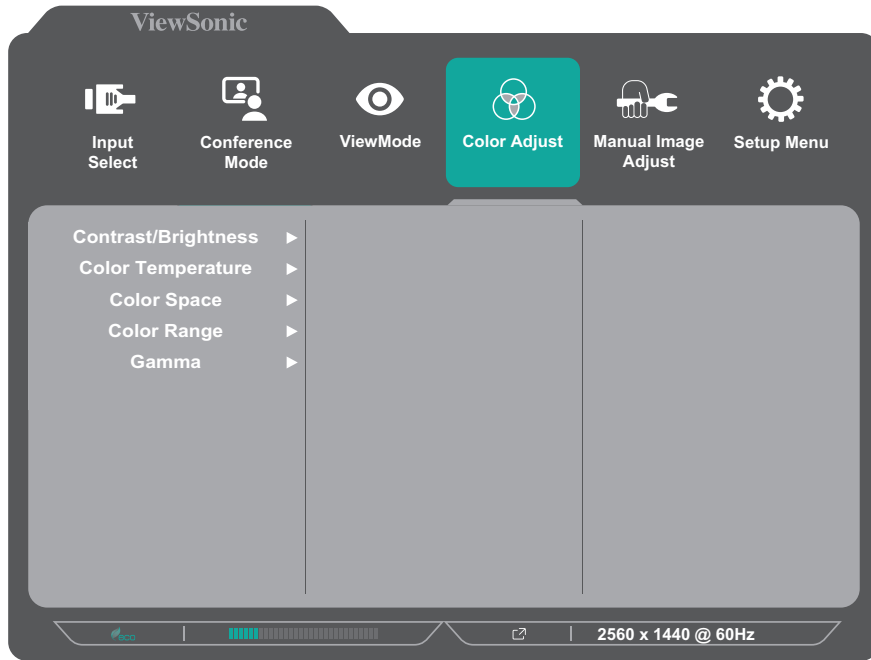 ViewSonic
Input
Select
Conference
Mode
ViewMode
Color Adjust
Manual Image
Adjust
Setup Menu
Contrast/Brightness
Color Temperature
Color Space
Color Range
Gamma
eco
2560 x 1440 @ 60Hz